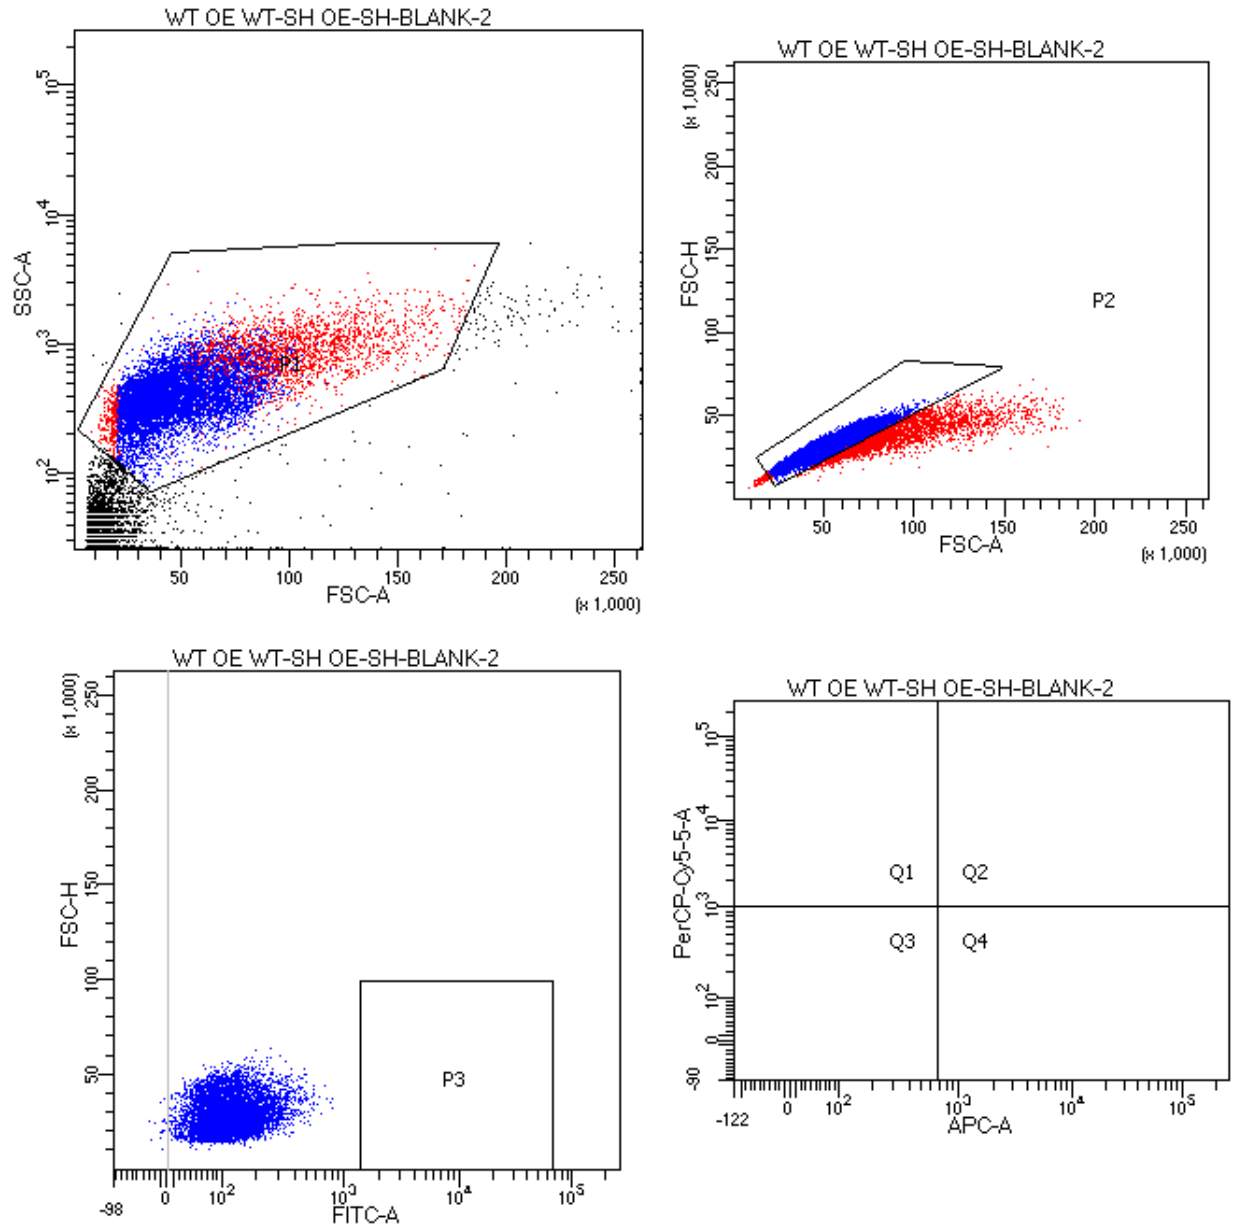 WT OE WT-SH OE-SH-BLANK-2
SSC-A
10^5
10^4
10^3
10^2
P1
50 100 150 200 250
FSC-A
(x 1,000)
WT OE WT-SH OE-SH-BLANK-2
(x 1,000)
FSC-H
250
200
150
100
50
P2
50 100 150 200 250
FSC-A
(x 1,000)
WT OE WT-SH OE-SH-BLANK-2
(x 1,000)
FSC-H
250
200
150
100
50
P3
-98 0 10^2 10^3 10^4 10^5
FITC-A
WT OE WT-SH OE-SH-BLANK-2
PerCP-Cy5-5-A
10^5
10^4
10^3
10^2
0
-90
Q1 Q2
Q3 Q4
-122 0 10^2 10^3 10^4 10^5
APC-A